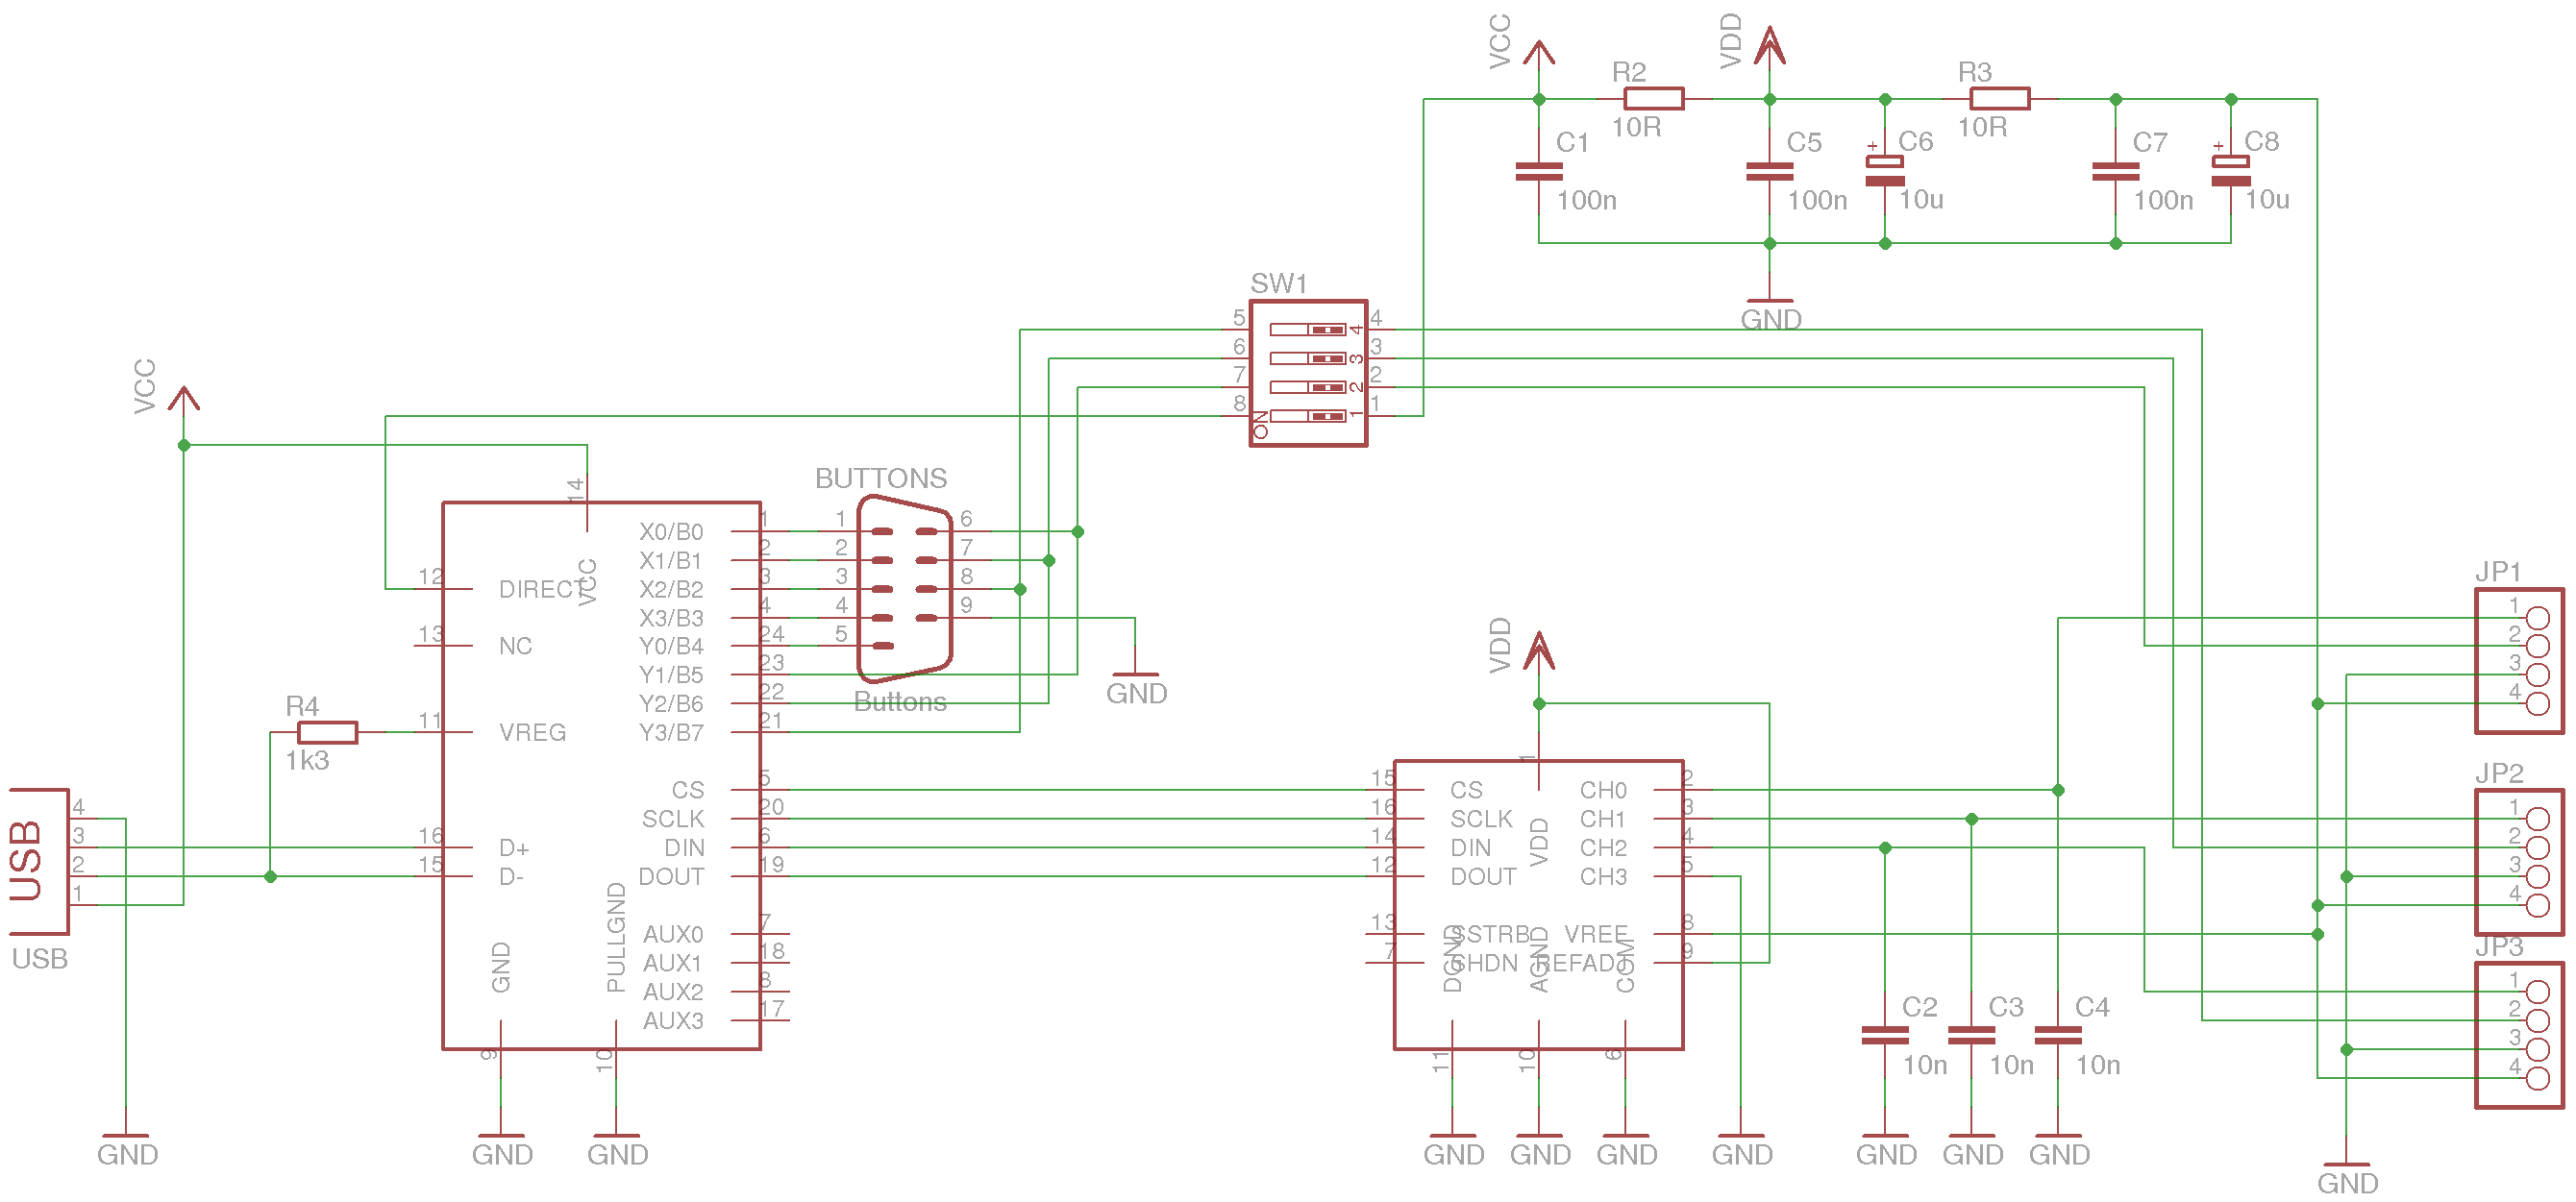 VCC
VDD
R2
10R
R3
10R
C1
100n
C5
100n
+
C6
10u
C7
100n
+
C8
10u
GND
SW1
5 4 4
6 3 3
7 2 2
8 1 1
ON
VCC
BUTTONS
14
VCC
12 DIRECT
13 NC
11 VREG
16 D+
15 D-
X0/B0 1
X1/B1 2
X2/B2 3
X3/B3 4
Y0/B4 24
Y1/B5 23
Y2/B6 22
Y3/B7 21
CS 5
SCLK 20
DIN 6
DOUT 19
AUX0 7
AUX1 18
AUX2 8
AUX3 17
GND
9
PULLGND
10
1 6
2 7
3 8
4 9
5
Buttons
GND
R4
1k3
USB
4
3
2
1
USB
GND
GND
GND
VDD
1
VDD
15 CS
16 SCLK
14 DIN
12 DOUT
13 SSTRB
7 SHDN
CH0 2
CH1 3
CH2 4
CH3 5
VREF 8
REFADJ 9
DGND
AGND
COM
11
10
6
GND
GND
GND
GND
C2
10n
C3
10n
C4
10n
GND
GND
GND
JP1
1
2
3
4
JP2
1
2
3
4
JP3
1
2
3
4
GND